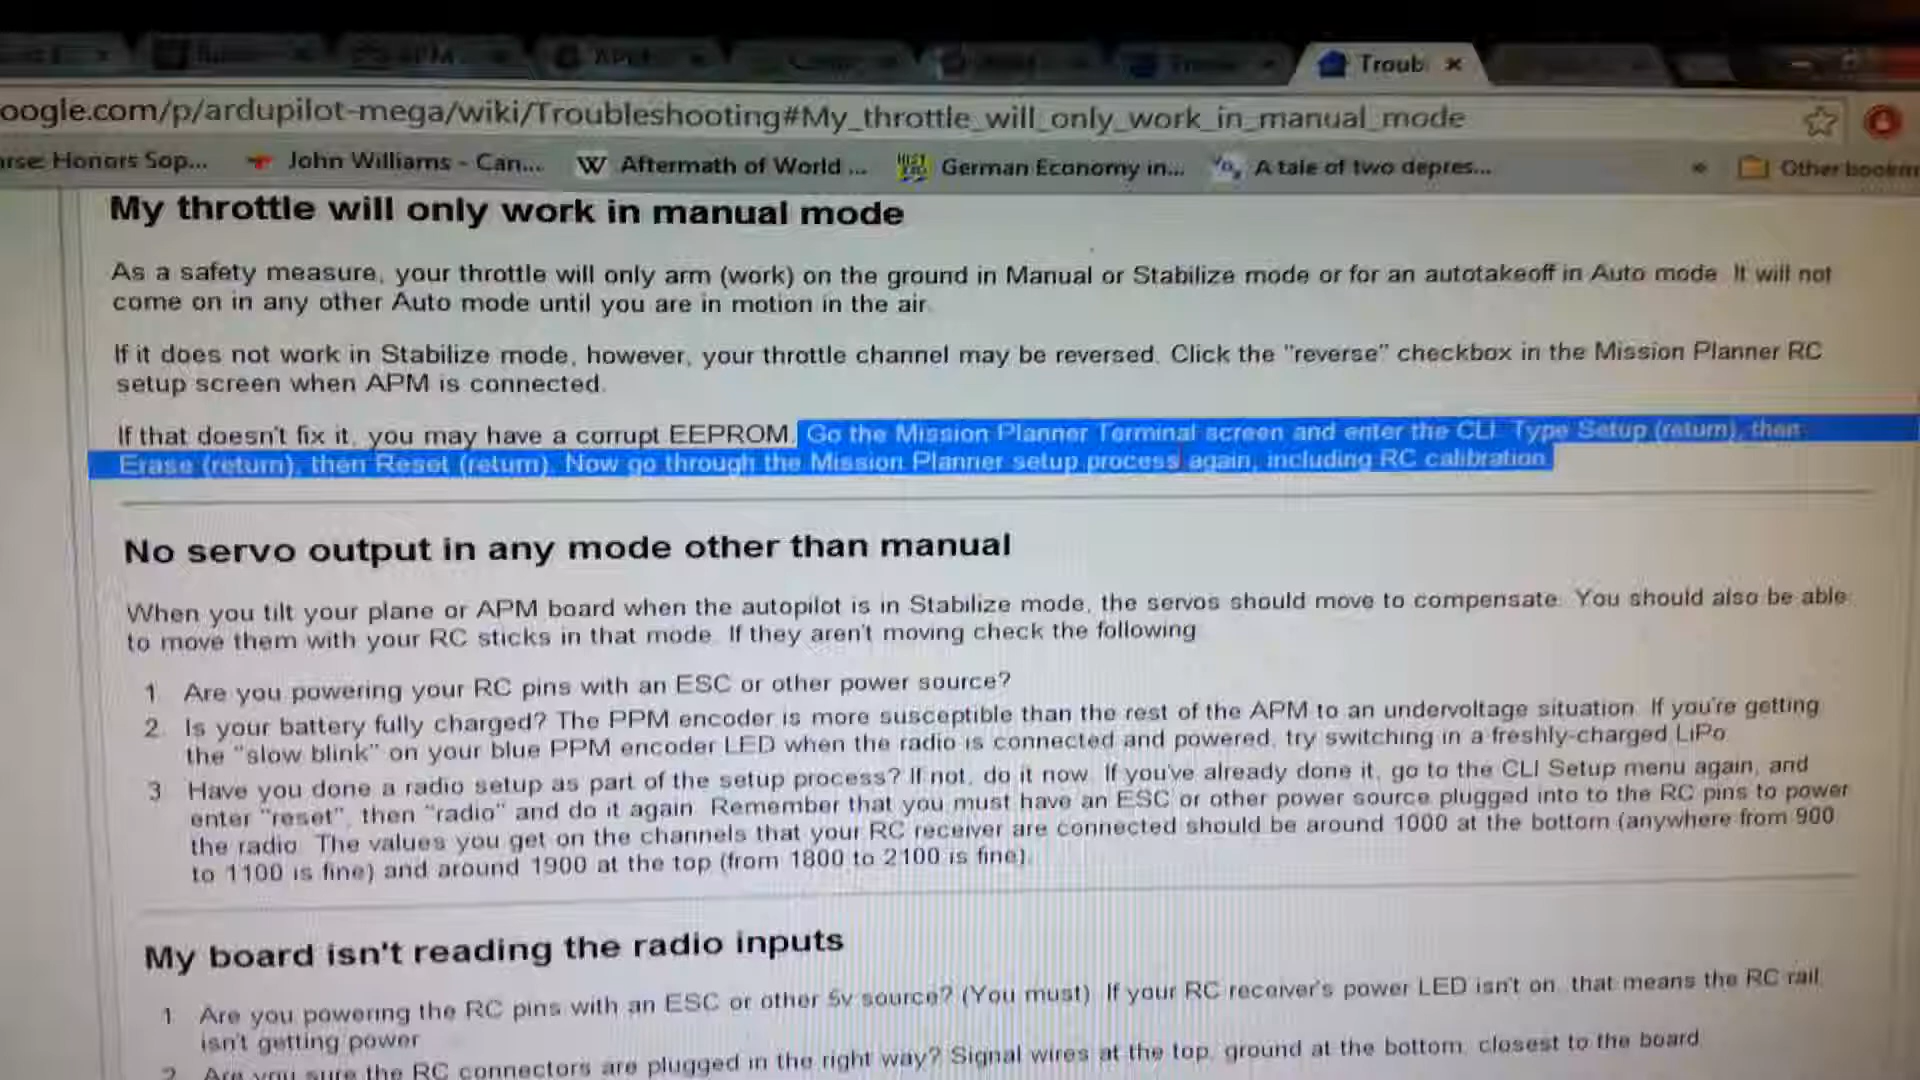 Troub
oogle.com/p/ardupilot-mega/wiki/Troubleshooting#My_throttle_will_only_work_in_manual_mode
Honors Sop... John Williams - Can... W Aftermath of World ... German Economy in... A tale of two depres... Other
My throttle will only work in manual mode
As a safety measure, your throttle will only arm (work) on the ground in Manual or Stabilize mode or for an autotakeoff in Auto mode. It will not
come on in any other Auto mode until you are in motion in the air.
If it does not work in Stabilize mode, however, your throttle channel may be reversed. Click the "reverse" checkbox in the Mission Planner RC
setup screen when APM is connected.
If that doesn't fix it, you may have a corrupt EEPROM. Go the Mission Planner Terminal screen and enter the CLI. Type Setup (return), then
Erase (return), then Reset (return). Now go through the Mission Planner setup process again, including RC calibration.
No servo output in any mode other than manual
When you tilt your plane or APM board when the autopilot is in Stabilize mode, the servos should move to compensate. You should also be able
to move them with your RC sticks in that mode. If they aren't moving check the following
1. Are you powering your RC pins with an ESC or other power source?
2. Is your battery fully charged? The PPM encoder is more susceptible than the rest of the APM to an undervoltage situation. If you're getting
the "slow blink" on your blue PPM encoder LED when the radio is connected and powered, try switching in a freshly-charged LiPo.
3. Have you done a radio setup as part of the setup process? If not, do it now. If you've already done it, go to the CLI Setup menu again, and
enter "reset", then "radio" and do it again. Remember that you must have an ESC or other power source plugged into to the RC pins to power
the radio. The values you get on the channels that your RC receiver are connected should be around 1000 at the bottom (anywhere from 900
to 1100 is fine) and around 1900 at the top (from 1800 to 2100 is fine).
My board isn't reading the radio inputs
1. Are you powering the RC pins with an ESC or other 5v source? (You must). If your RC receiver's power LED isn't on, that means the RC rail
isn't getting power
2. Are you sure the RC connectors are plugged in the right way? Signal wires at the top, ground at the bottom, closest to the board